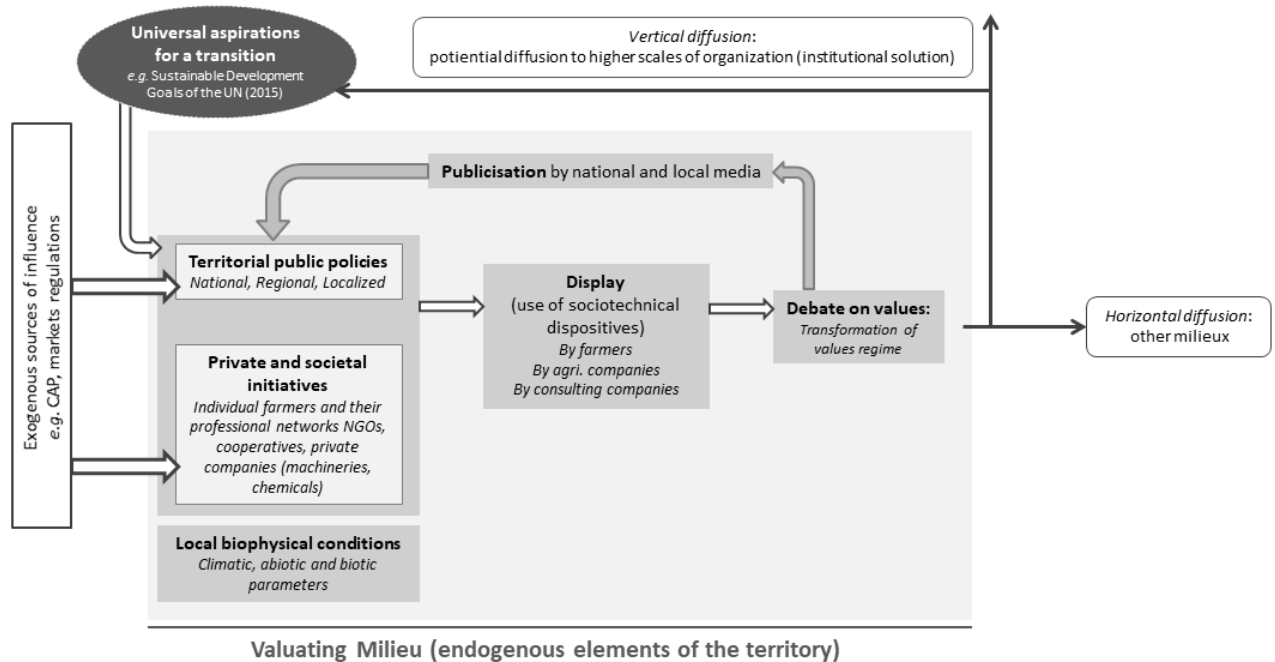 Universal aspirations
for a transition
e.g. Sustainable Development
Goals of the UN (2015)
Vertical diffusion:
potiential diffusion to higher scales of organization (institutional solution)
Exogenous sources of influence
e.g. CAP, markets regulations
Publicisation by national and local media
Territorial public policies
National, Regional, Localized
Private and societal
initiatives
Individual farmers and their
professional networks NGOs,
cooperatives, private
companies (machineries,
chemicals)
Local biophysical conditions
Climatic, abiotic and biotic
parameters
Display
(use of sociotechnical
dispositives)
By farmers
By agri. companies
By consulting companies
Debate on values:
Transformation of
values regime
Horizontal diffusion:
other milieux
Valuating Milieu (endogenous elements of the territory)